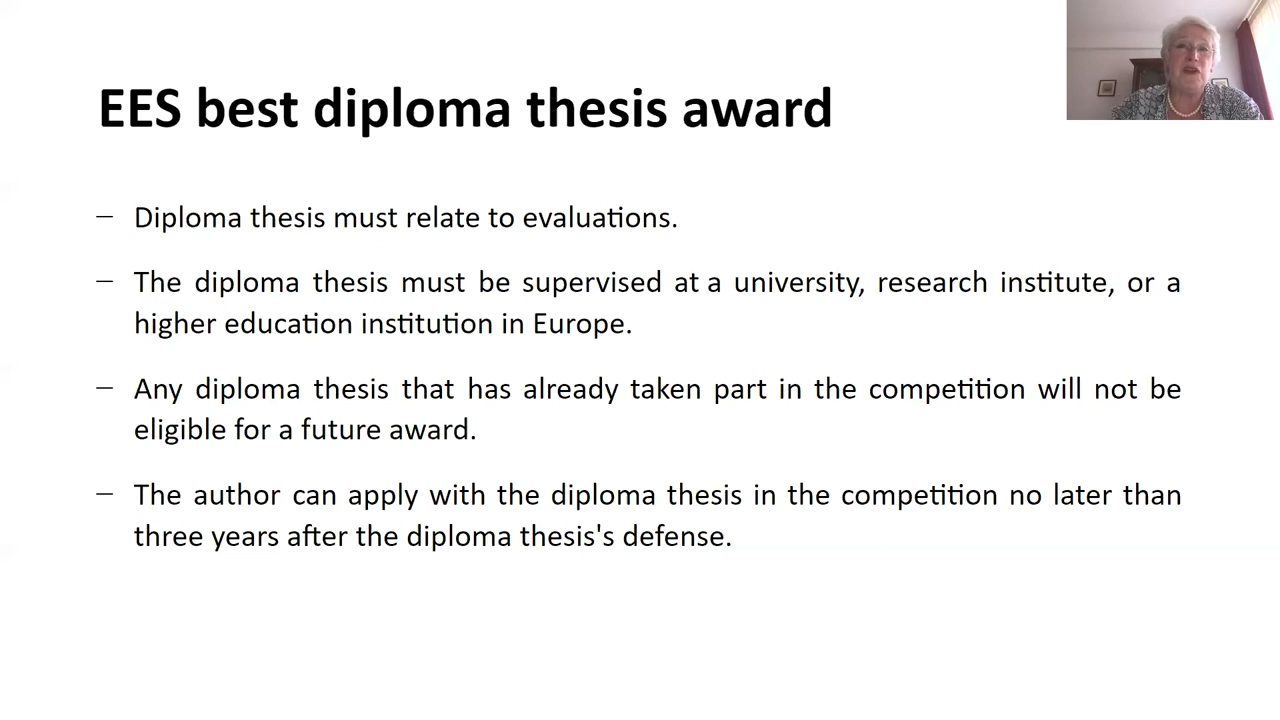 EES best diploma thesis award
– Diploma thesis must relate to evaluations.
– The diploma thesis must be supervised at a university, research institute, or a
higher education institution in Europe.
– Any diploma thesis that has already taken part in the competition will not be
eligible for a future award.
– The author can apply with the diploma thesis in the competition no later than
three years after the diploma thesis's defense.